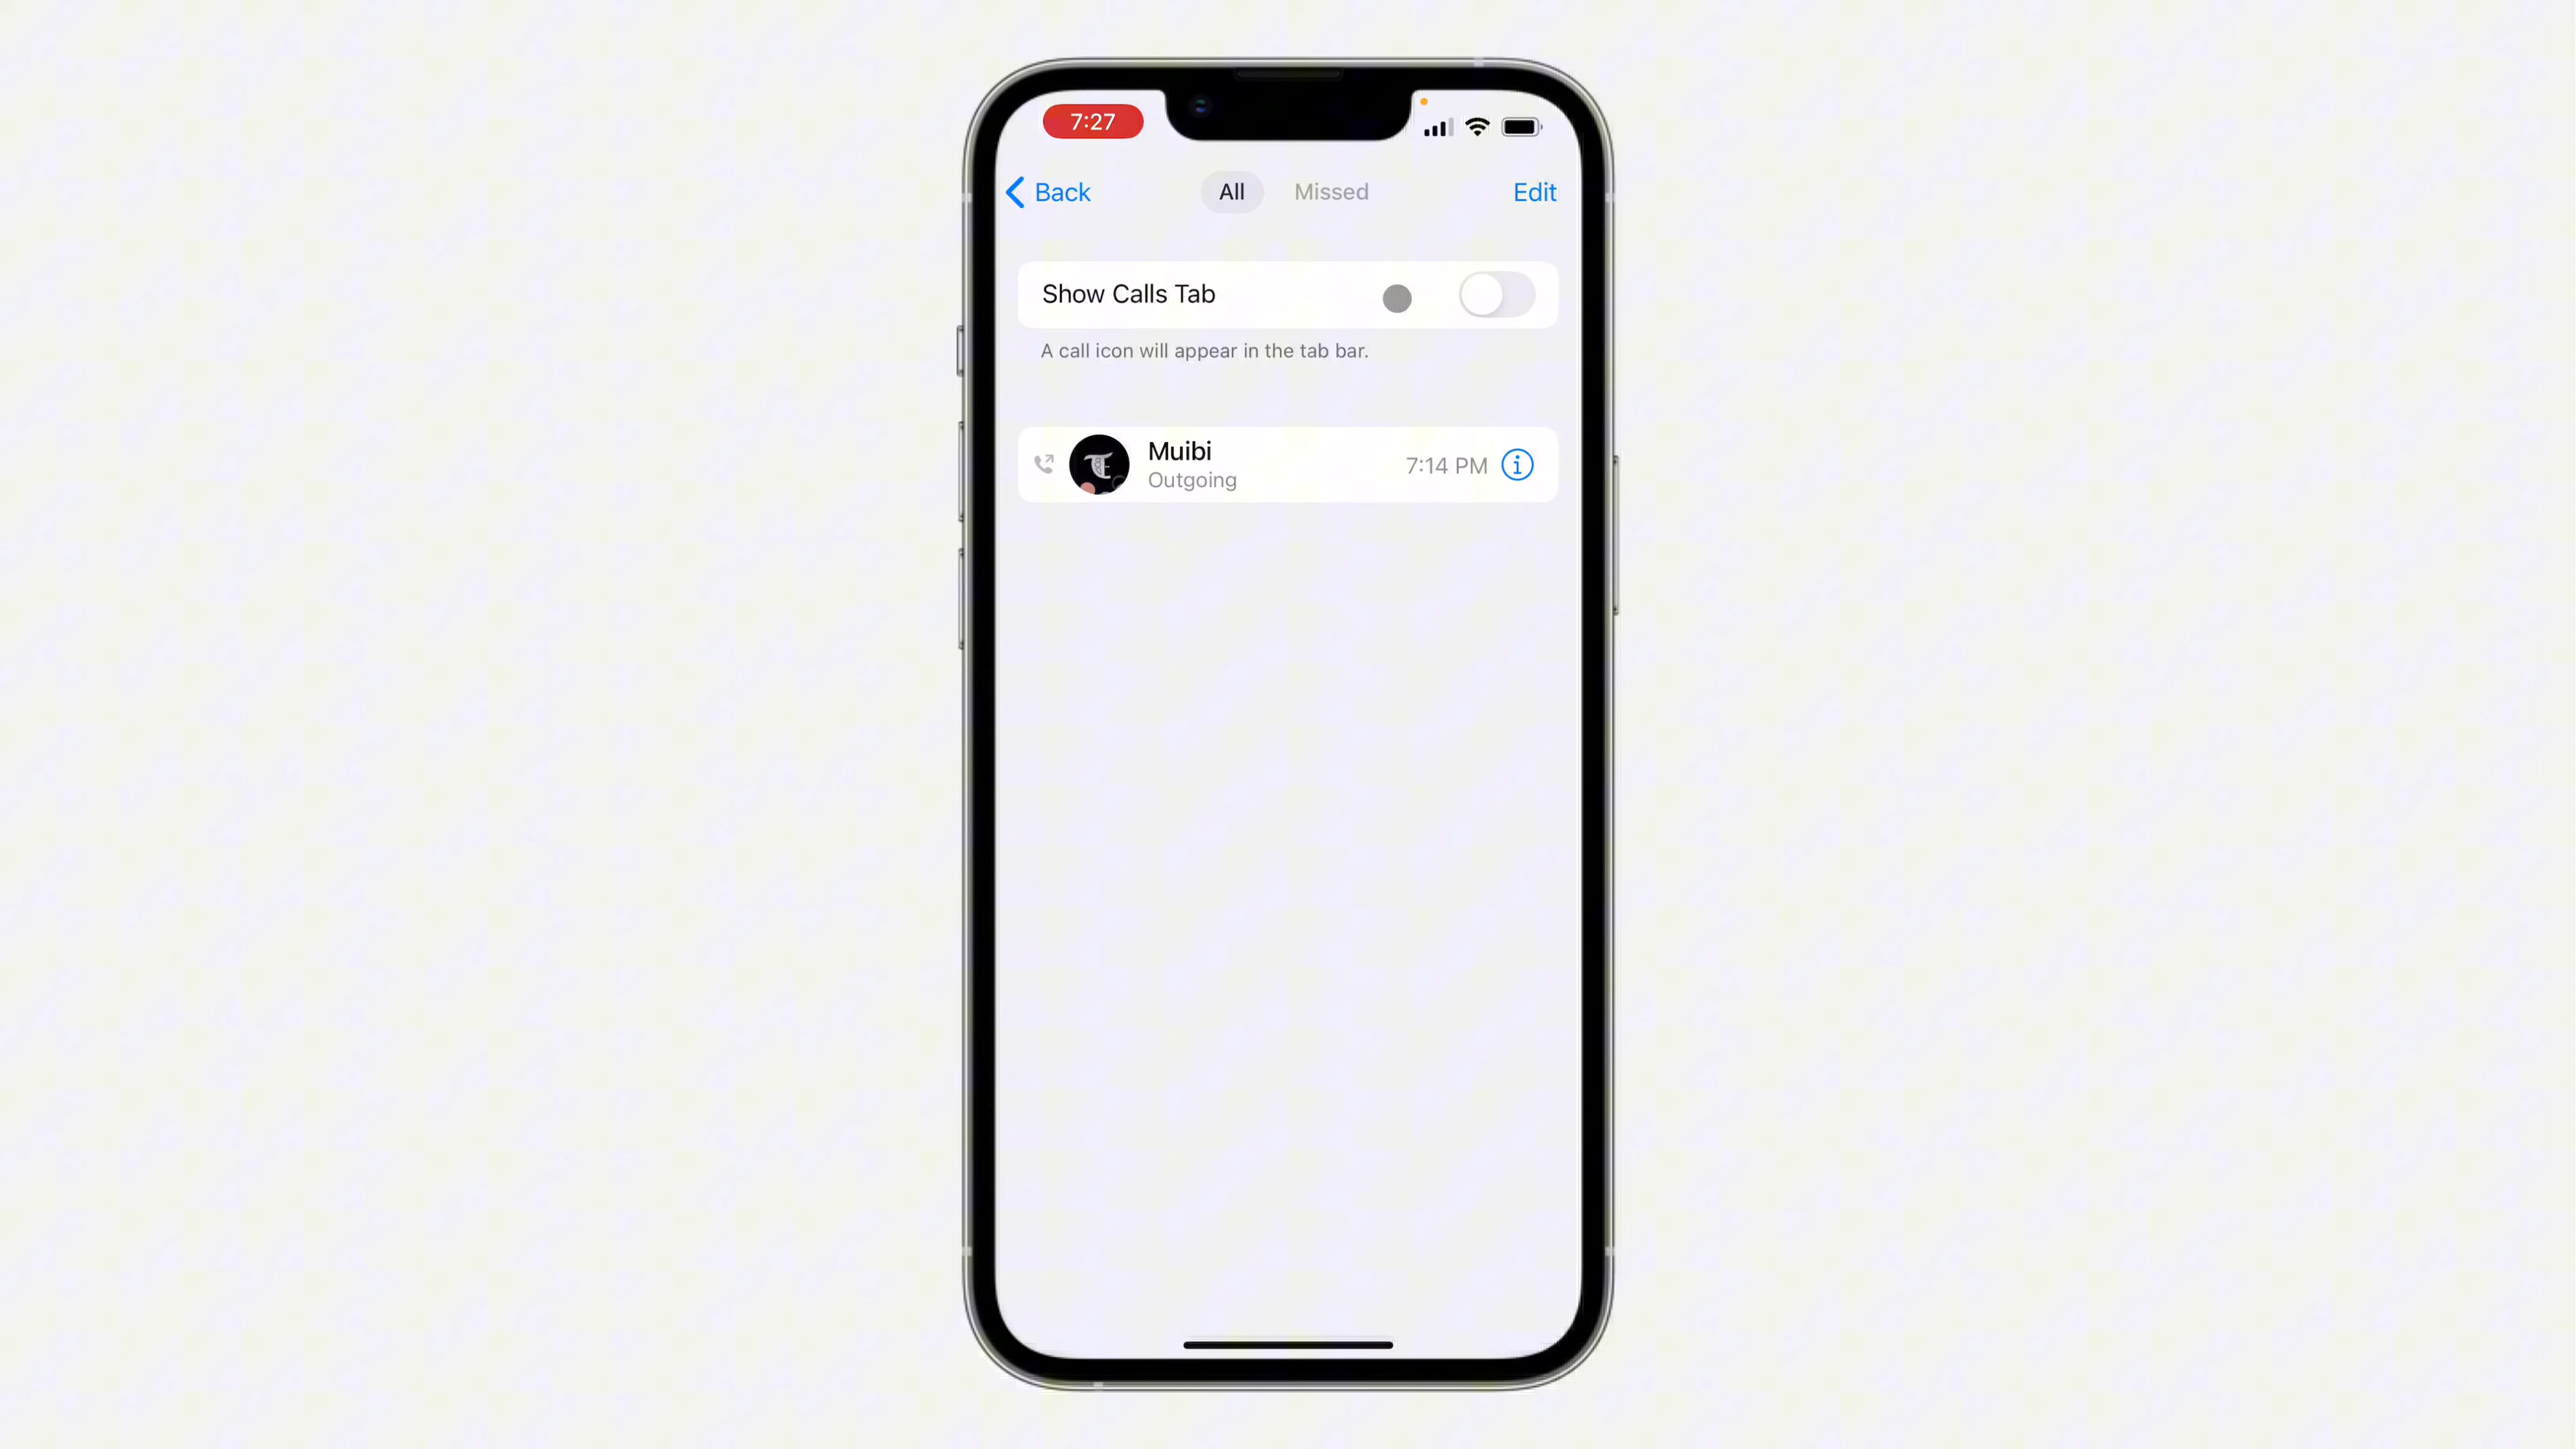 7:27
Back
All
Missed
Edit
Show Calls Tab
A call icon will appear in the tab bar.
Muibi
Outgoing
7:14 PM